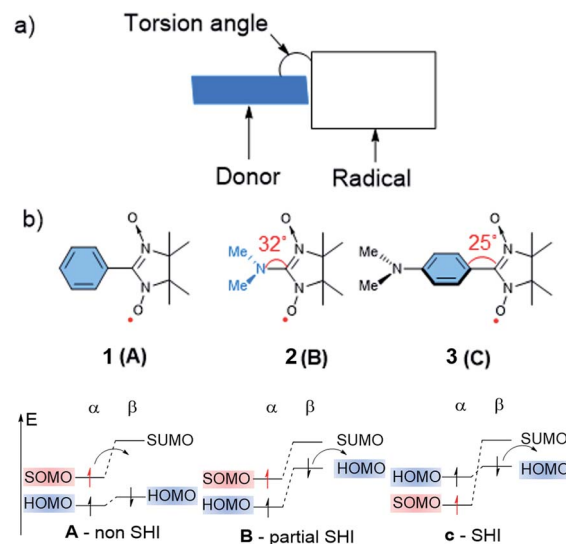 a)
Torsion angle
Donor
Radical
b)
O
N
N
O
Me
N
Me
32°
O
N
N
O
Me
N
Me
25°
O
N
N
O
1 (A)
2 (B)
3 (C)
E
α β
SUMO
SOMO
HOMO
HOMO
A - non SHI
α β
SUMO
SOMO
HOMO
HOMO
B - partial SHI
α β
SUMO
HOMO
HOMO
SOMO
c - SHI